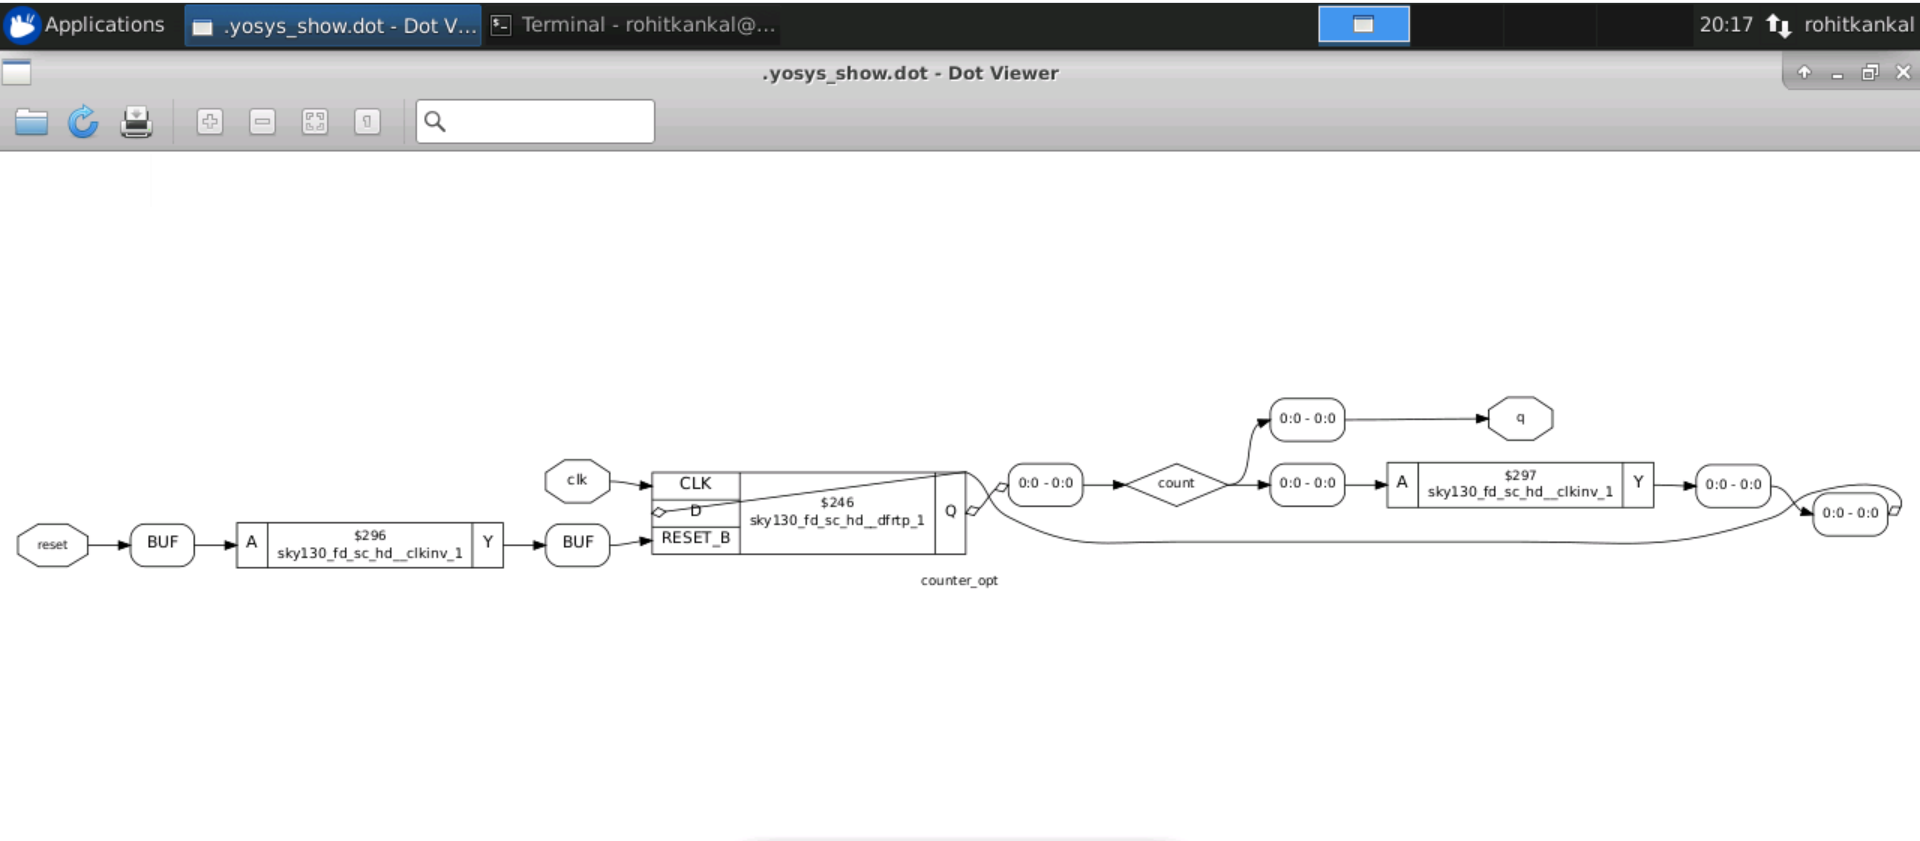 Applications
.yosys_show.dot - Dot V...
Terminal - rohitkankal@...
20:17
rohitkankal
.yosys_show.dot - Dot Viewer
0:0 - 0:0
q
clk
CLK
D
RESET_B
$246
sky130_fd_sc_hd__dfrtp_1
Q
0:0 - 0:0
count
0:0 - 0:0
A
$297
sky130_fd_sc_hd__clkinv_1
Y
0:0 - 0:0
0:0 - 0:0
reset
BUF
A
$296
sky130_fd_sc_hd__clkinv_1
Y
BUF
counter_opt